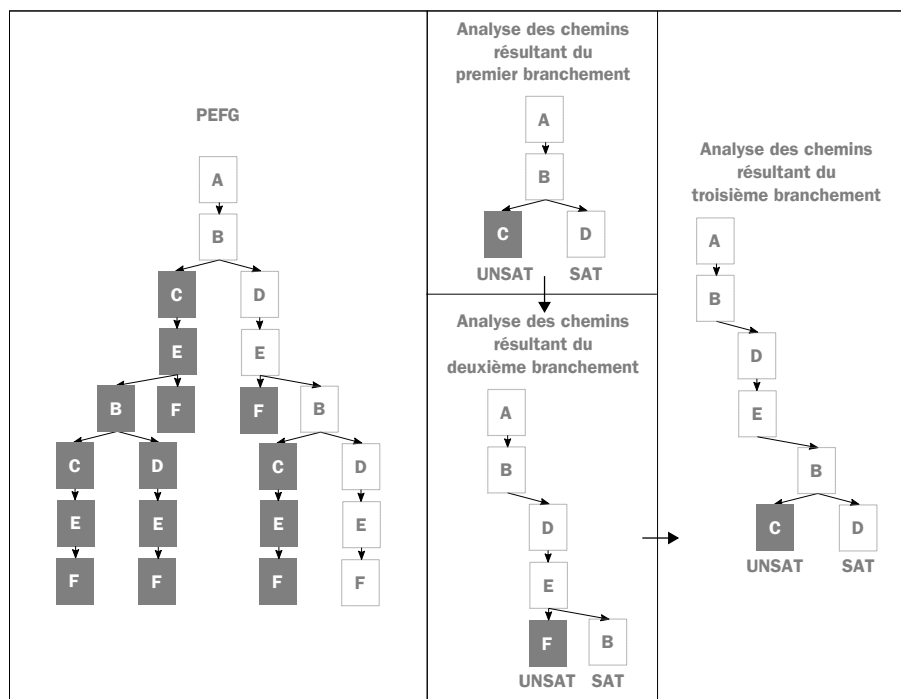 PEFG
A
B
C D
E E
B F F B
C D C D
E E E E
F F F F
Analyse des chemins
résultant du
premier branchement
A
B
C D
UNSAT SAT
Analyse des chemins
résultant du
deuxième branchement
A
B
D
E
F B
UNSAT SAT
Analyse des chemins
résultant du
troisième branchement
A
B
D
E
B
C D
UNSAT SAT